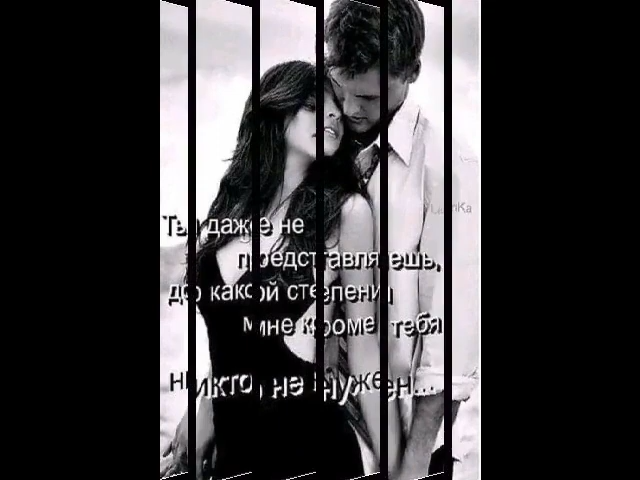 Ты даже не
представляешь,
до какой степени
мне кроме тебя
никто не нужен...